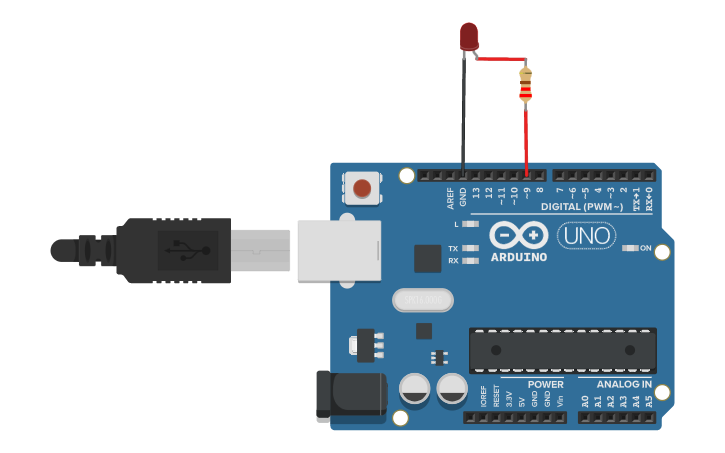 AREF
GND
13
12
~11
~10
~9
8
7
~6
~5
4
~3
2
TX→1
RX←0
DIGITAL (PWM~)
L
TX
RX
ARDUINO
UNO
ON
POWER
ANALOG IN
IOREF
RESET
3.3V
5V
GND
GND
Vin
A0
A1
A2
A3
A4
A5